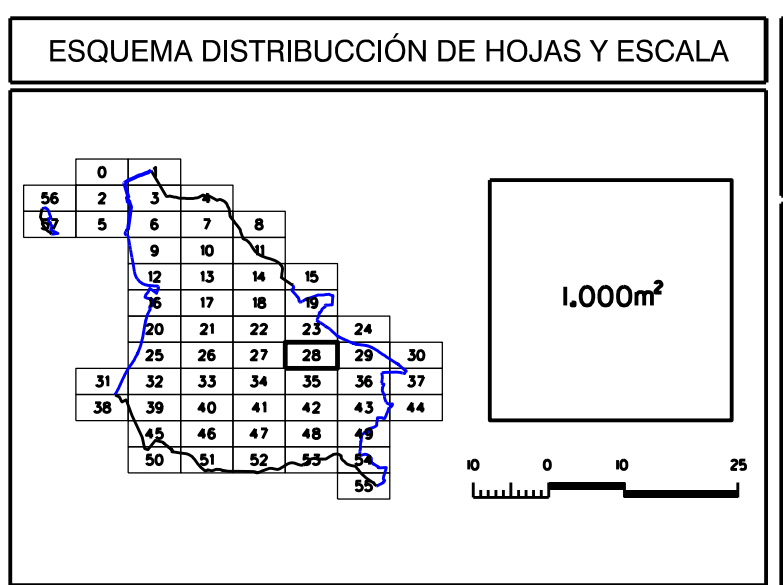 ESQUEMA DISTRIBUCCIÓN DE HOJAS Y ESCALA
0 1
56 2 3 4
57 5 6 7 8
9 10 11
12 13 14 15
16 17 18 19
20 21 22 23 24
25 26 27 28 29 30
31 32 33 34 35 36 37
38 39 40 41 42 43 44
45 46 47 48 49
50 51 52 53 54
55
1.000m²
10 0 10 25